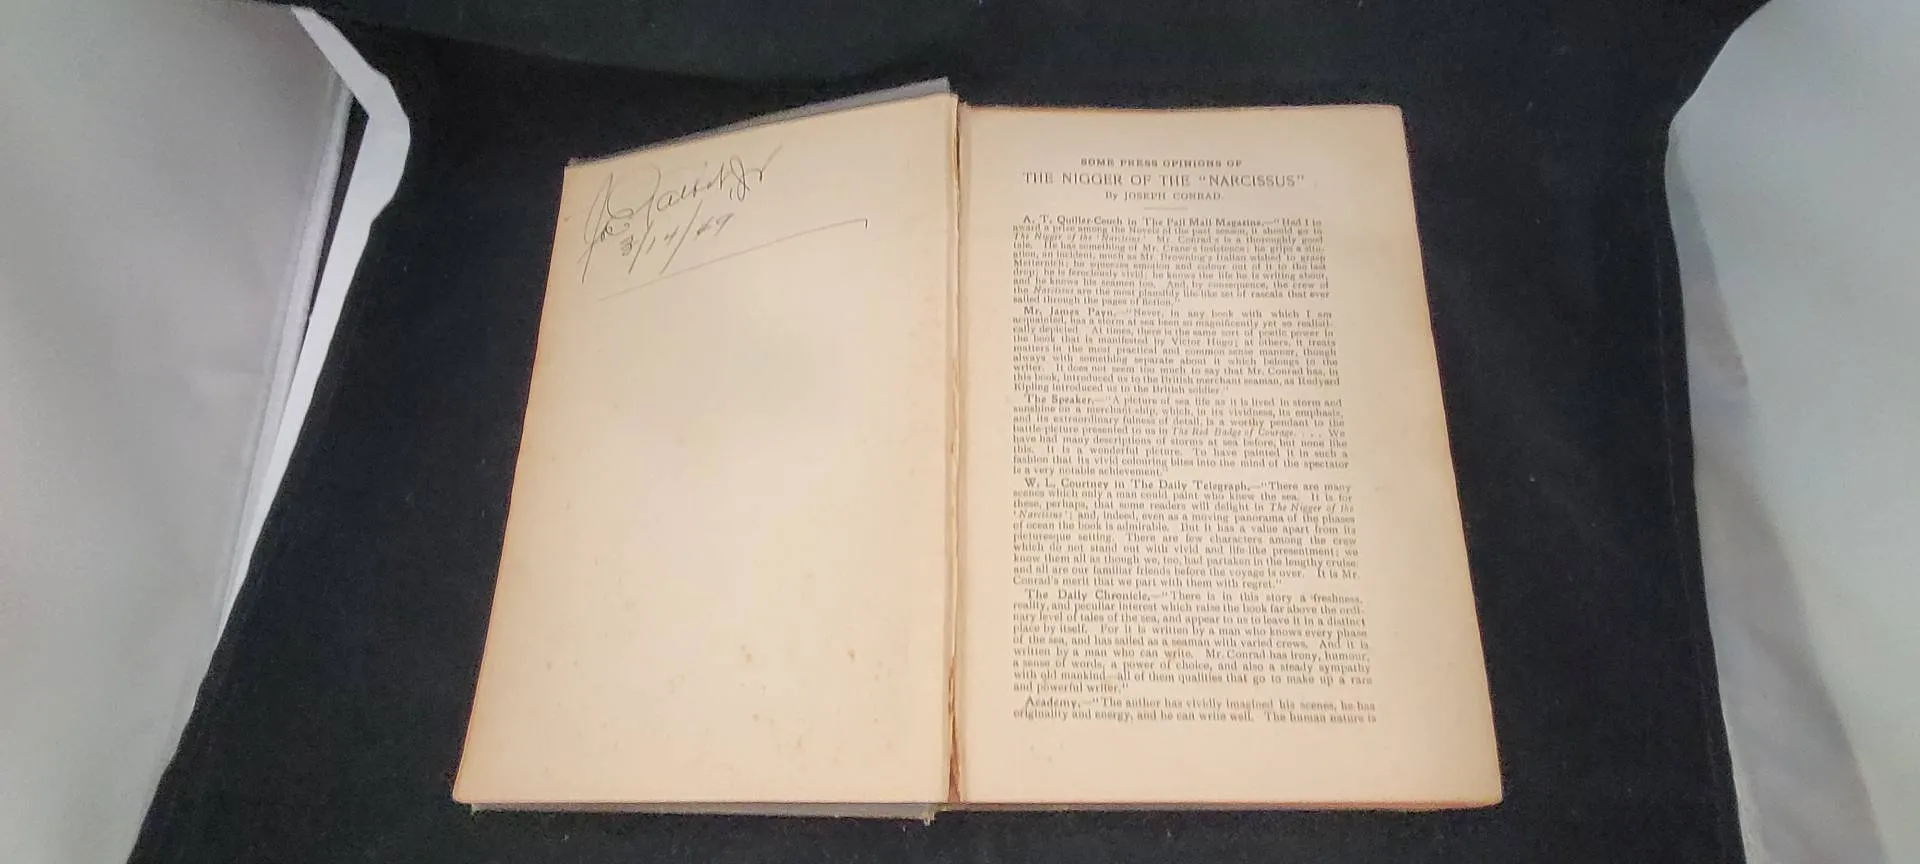 Jr
3/14/49
SOME PRESS OPINIONS OF
THE NIGGER OF THE "NARCISSUS"
By JOSEPH CONRAD.
A. T. Quiller-Couch in The Pall Mall Magazine.—"Had I to
award a prize among the Novels of the past season, it should go to
The Nigger of the 'Narcissus.' Mr. Conrad's is a thoroughly good
tale. He has something of Mr. Crane's insistence; he grips a situ-
ation, an incident, much as Mr. Browning's Italian wished to grasp
Metternich; he squeezes emotion and colour out of it to the last
drop; he is ferociously vivid; he knows the life he is writing about,
and he knows his seamen too. And, by consequence, the crew of
the Narcissus are the most plausibly life-like set of rascals that ever
sailed through the pages of fiction."
Mr. James Payn.—"Never, in any book with which I am
acquainted, has a storm at sea been so magnificently yet so realisti-
cally depicted. At times, there is the same sort of poetic power in
the book that is manifested by Victor Hugo; at others, it treats
matters in the most practical and common-sense manner, though
always with something separate about it which belongs to the
writer. It does not seem too much to say that Mr. Conrad has, in
this book, introduced us to the British merchant seaman, as Rudyard
Kipling introduced us to the British soldier."
The Speaker.—"A picture of sea life as it is lived in storm and
sunshine on a merchant-ship, which, in its vividness, its emphasis,
and its extraordinary fulness of detail, is a worthy pendant to the
battle-picture presented to us in The Red Badge of Courage. . . . We
have had many descriptions of storms at sea before, but none like
this. It is a wonderful picture. To have painted it in such a
fashion that its vivid colouring bites into the mind of the spectator
is a very notable achievement."
W. L. Courtney in The Daily Telegraph.—"There are many
scenes which only a man could paint who knew the sea. It is for
these, perhaps, that some readers will delight in The Nigger of the
'Narcissus'; and, indeed, even as a moving panorama of the phases
of ocean the book is admirable. But it has a value apart from its
picturesque setting. There are few characters among the crew
which do not stand out with vivid and life-like presentment; we
know them all as though we, too, had partaken in the lengthy cruise
and all are our familiar friends before the voyage is over. It is Mr.
Conrad's merit that we part with them with regret."
The Daily Chronicle.—"There is in this story a freshness,
reality, and peculiar interest which raise the book far above the ordi-
nary level of tales of the sea, and appear to us to leave it in a distinct
place by itself. For it is written by a man who knows every phase
of the sea, and has sailed as a seaman with varied crews. And it is
written by a man who can write. Mr. Conrad has irony, humour,
a sense of words, a power of choice, and also a steady sympathy
with old mankind—all of them qualities that go to make up a rare
and powerful writer."
Academy.—"The author has vividly imagined his scenes, he has
originality and energy, and he can write well. The human nature is